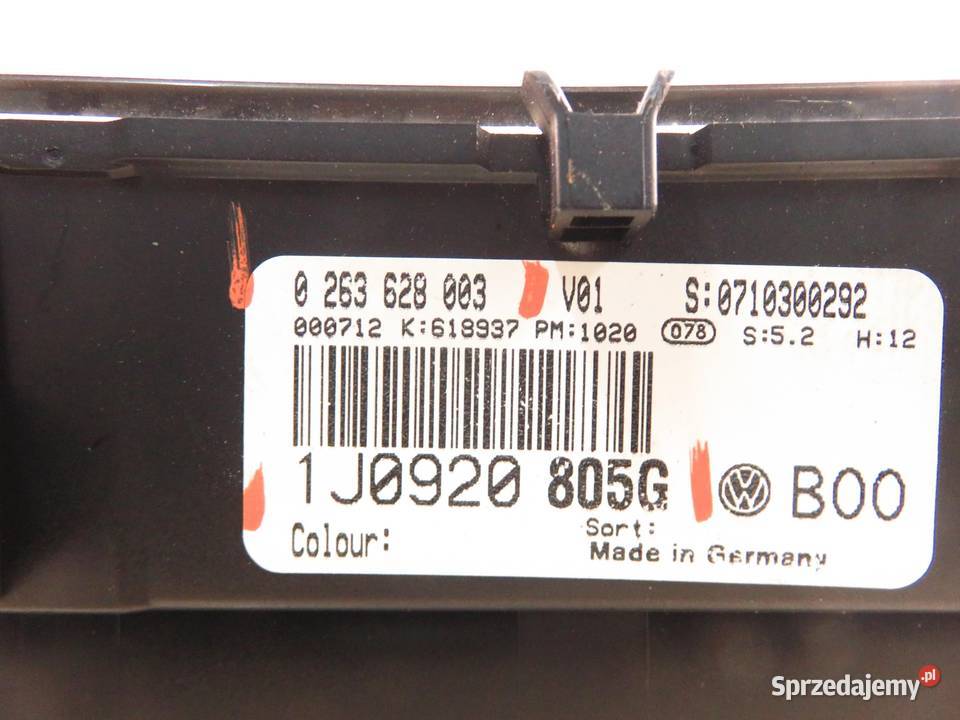 0 263 628 003 V01 S:0710300292
000712 K:618937 PM:1020 078 S:5.2 H:12
1J0920 805G VW B00
Sort:
Colour:
Made in Germany
Sprzedajemy.pl